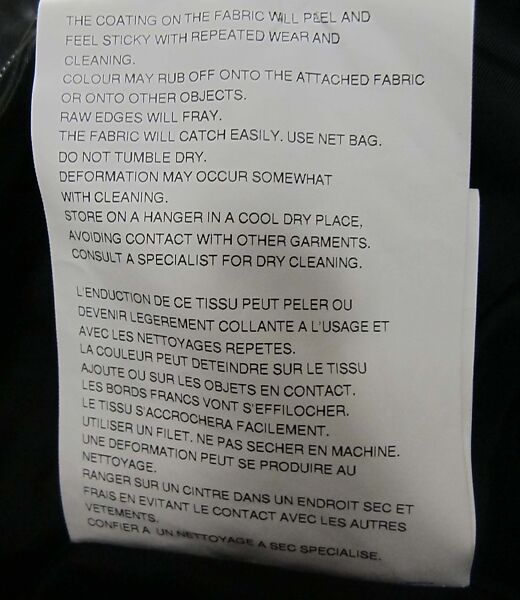 THE COATING ON THE FABRIC WILL PEEL AND
FEEL STICKY WITH REPEATED WEAR AND
CLEANING.
COLOUR MAY RUB OFF ONTO THE ATTACHED FABRIC
OR ONTO OTHER OBJECTS.
RAW EDGES WILL FRAY.
THE FABRIC WILL CATCH EASILY. USE NET BAG.
DO NOT TUMBLE DRY.
DEFORMATION MAY OCCUR SOMEWHAT
WITH CLEANING.
STORE ON A HANGER IN A COOL DRY PLACE,
AVOIDING CONTACT WITH OTHER GARMENTS.
CONSULT A SPECIALIST FOR DRY CLEANING.
L'ENDUCTION DE CE TISSU PEUT PELER OU
DEVENIR LEGEREMENT COLLANTE A L'USAGE ET
AVEC LES NETTOYAGES REPETES.
LA COULEUR PEUT DETEINDRE SUR LE TISSU
AJOUTE OU SUR LES OBJETS EN CONTACT.
LES BORDS FRANCS VONT S'EFFILOCHER.
LE TISSU S'ACCROCHERA FACILEMENT.
UTILISER UN FILET. NE PAS SECHER EN MACHINE.
UNE DEFORMATION PEUT SE PRODUIRE AU
NETTOYAGE.
RANGER SUR UN CINTRE DANS UN ENDROIT SEC ET
FRAIS EN EVITANT LE CONTACT AVEC LES AUTRES
VETEMENTS.
CONFIER A UN NETTOYAGE A SEC SPECIALISE.